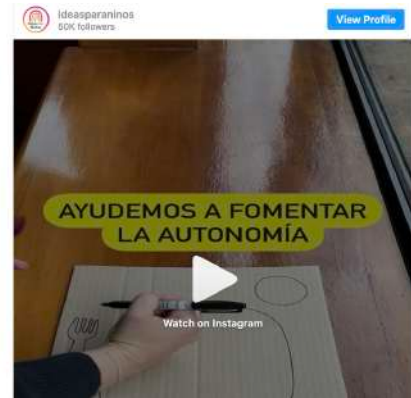 ideasparaninos
50K followers
View Profile
AYUDEMOS A FOMENTAR
LA AUTONOMÍA
Watch on Instagram